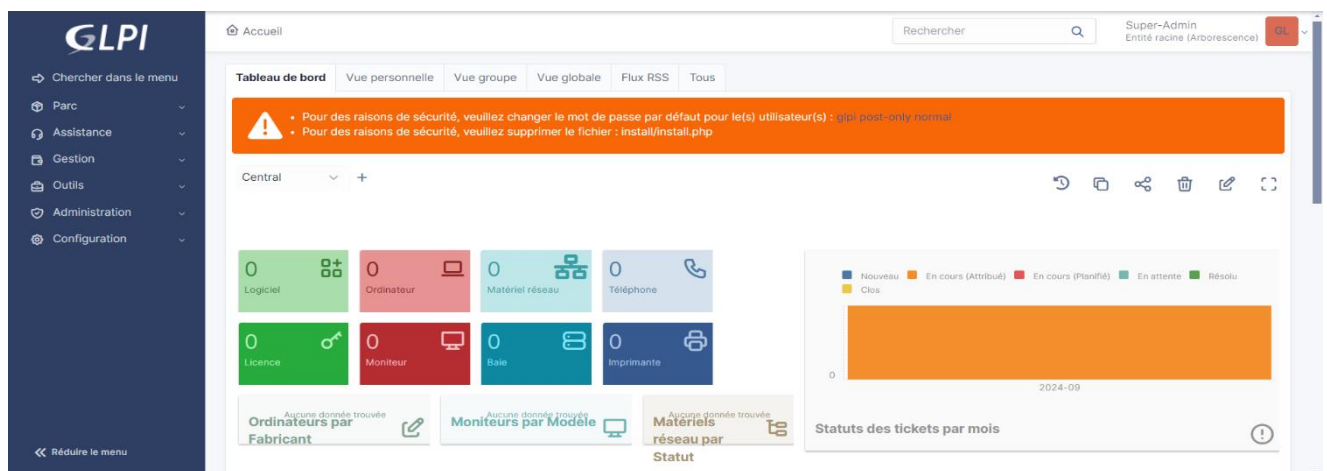 GLPI
Accueil
Rechercher
Super-Admin
Entité racine (Arborescence)
GL
Chercher dans le menu
Parc
Assistance
Gestion
Outils
Administration
Configuration
Réduire le menu
Tableau de bord
Vue personnelle
Vue groupe
Vue globale
Flux RSS
Tous
• Pour des raisons de sécurité, veuillez changer le mot de passe par défaut pour le(s) utilisateur(s) : glpi post-only normal
• Pour des raisons de sécurité, veuillez supprimer le fichier : install/install.php
Central
0
Logiciel
0
Ordinateur
0
Matériel réseau
0
Téléphone
0
Licence
0
Moniteur
0
Baie
0
Imprimante
Aucune donnée trouvée
Ordinateurs par
Fabricant
Aucune donnée trouvée
Moniteurs par Modèle
Aucune donnée trouvée
Matériels
réseau par
Statut
Nouveau
En cours (Attribué)
En cours (Planifié)
En attente
Résolu
Clos
0
2024-09
Statuts des tickets par mois